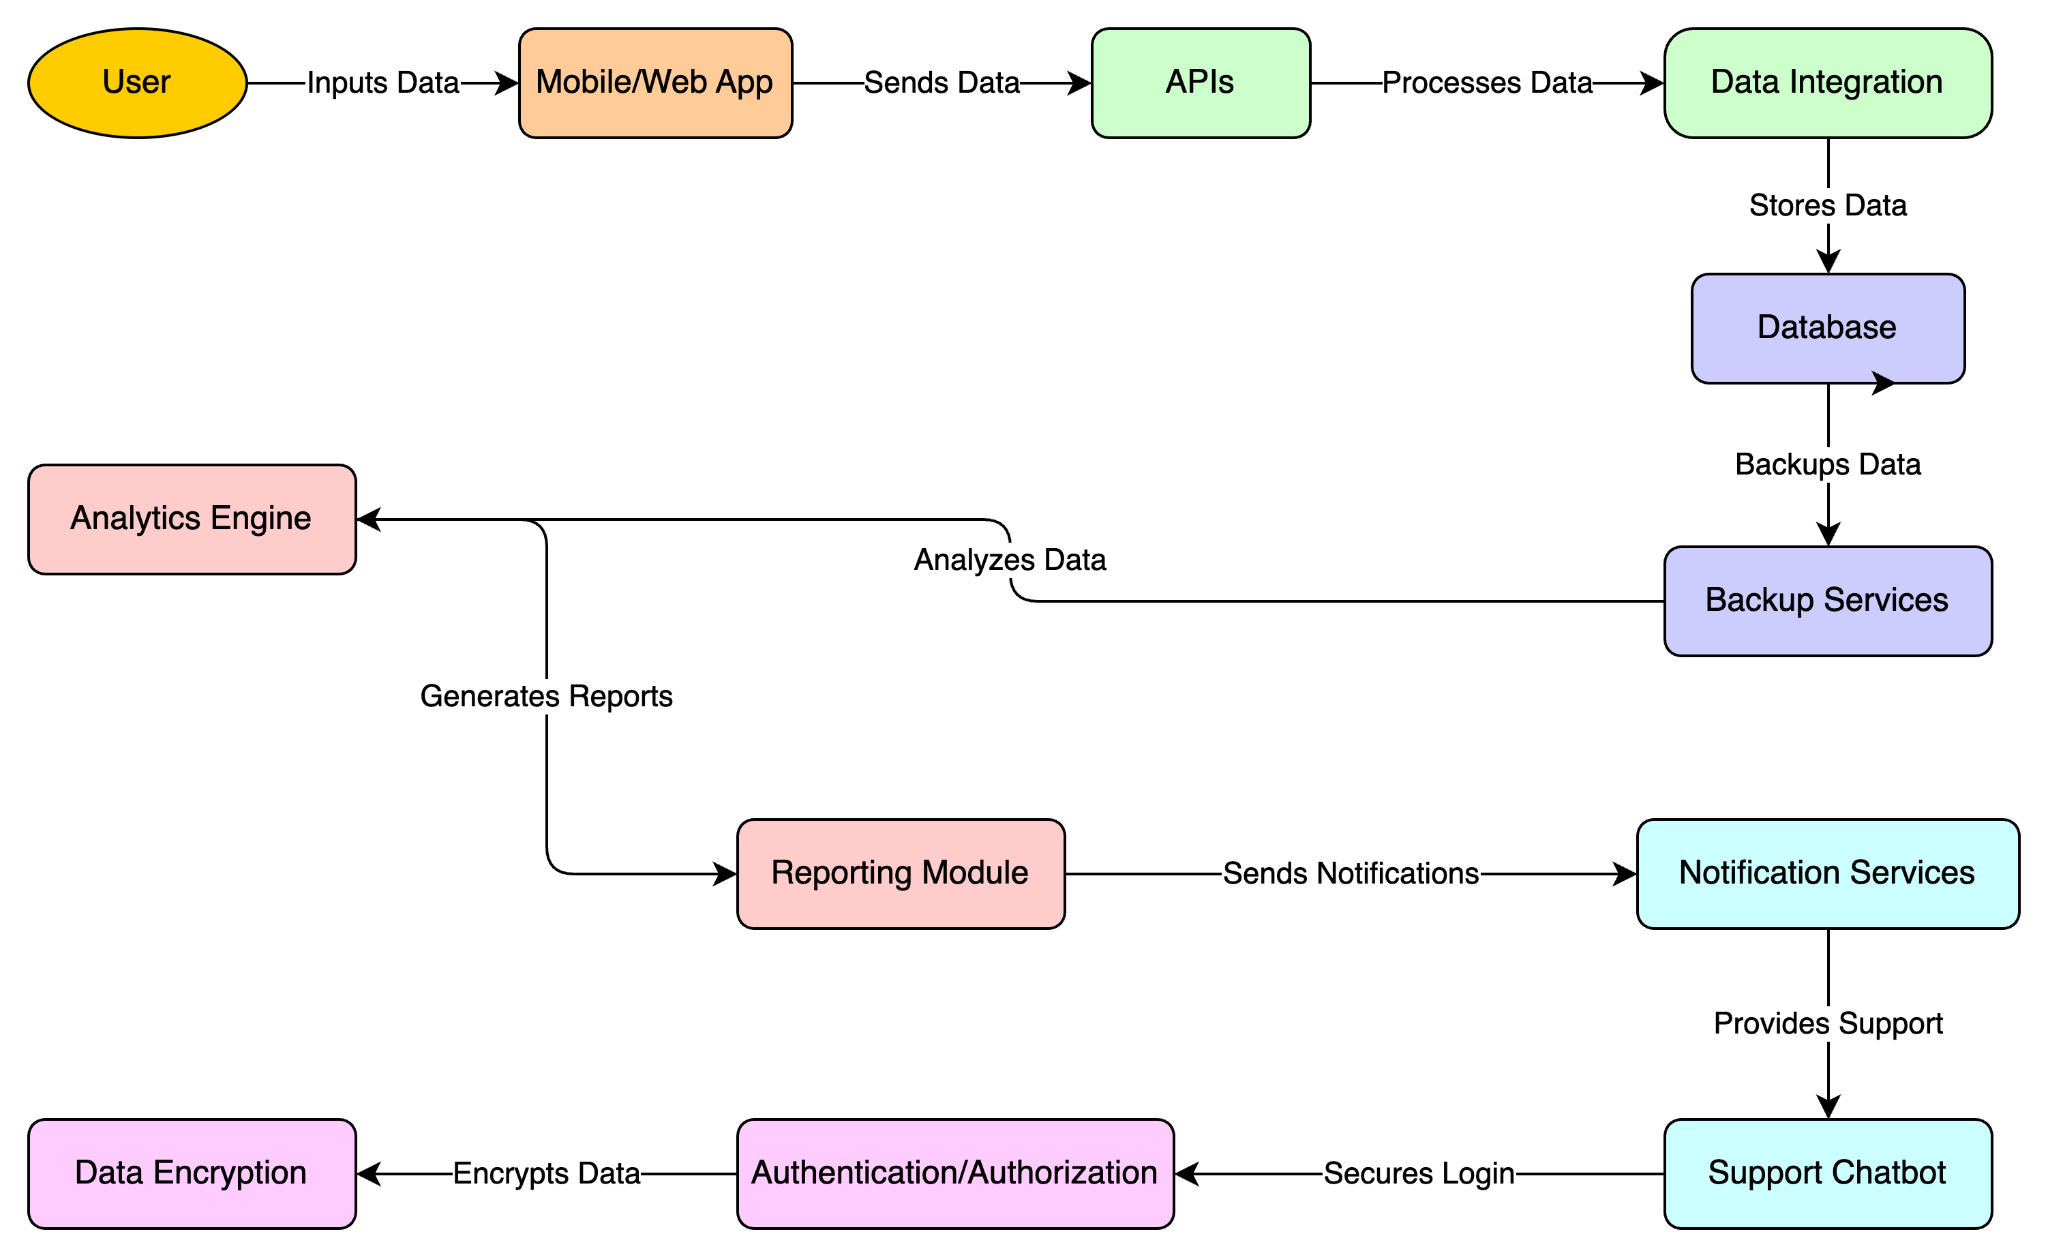 User
Inputs Data
Mobile/Web App
Sends Data
APIs
Processes Data
Data Integration
Stores Data
Database
Backups Data
Analytics Engine
Analyzes Data
Backup Services
Generates Reports
Reporting Module
Sends Notifications
Notification Services
Provides Support
Data Encryption
Encrypts Data
Authentication/Authorization
Secures Login
Support Chatbot